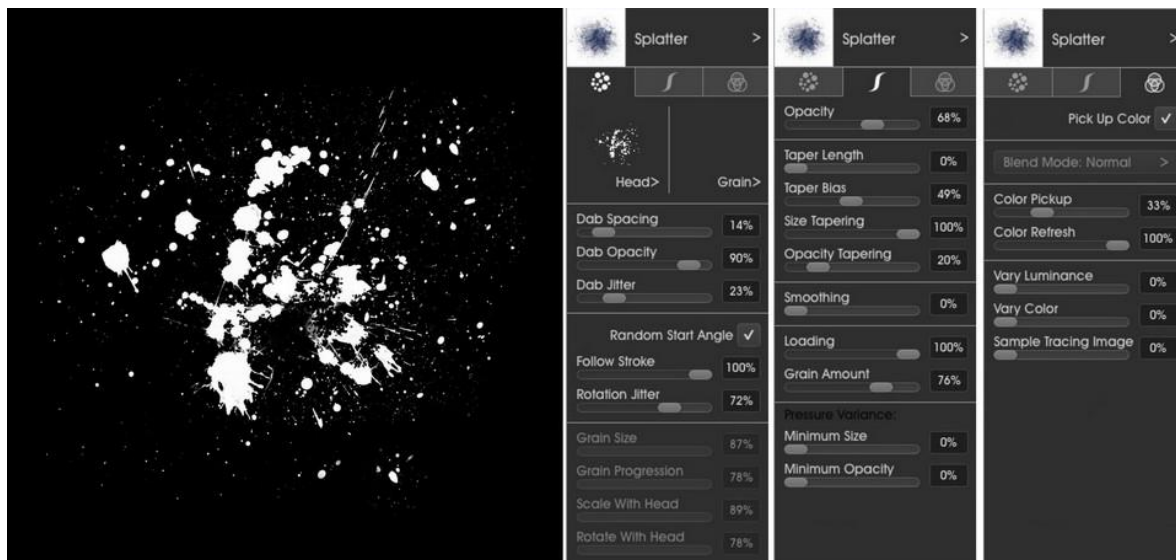 Splatter >
Head>
Grain>
Dab Spacing 14%
Dab Opacity 90%
Dab Jitter 23%
Random Start Angle ✓
Follow Stroke 100%
Rotation Jitter 72%
Grain Size 87%
Grain Progression 78%
Scale With Head 89%
Rotate With Head 78%
Splatter >
Opacity 68%
Taper Length 0%
Taper Bias 49%
Size Tapering 100%
Opacity Tapering 20%
Smoothing 0%
Loading 100%
Grain Amount 76%
Pressure Variance:
Minimum Size 0%
Minimum Opacity 0%
Splatter >
Pick Up Color ✓
Blend Mode: Normal >
Color Pickup 33%
Color Refresh 100%
Vary Luminance 0%
Vary Color 0%
Sample Tracing Image 0%